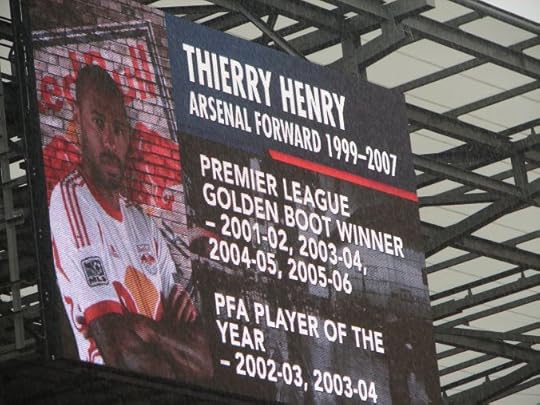 THIERRY HENRY
ARSENAL FORWARD 1999–2007
PREMIER LEAGUE
GOLDEN BOOT WINNER
– 2001-02, 2003-04,
2004-05, 2005-06
PFA PLAYER OF THE
YEAR
– 2002-03, 2003-04
MLS